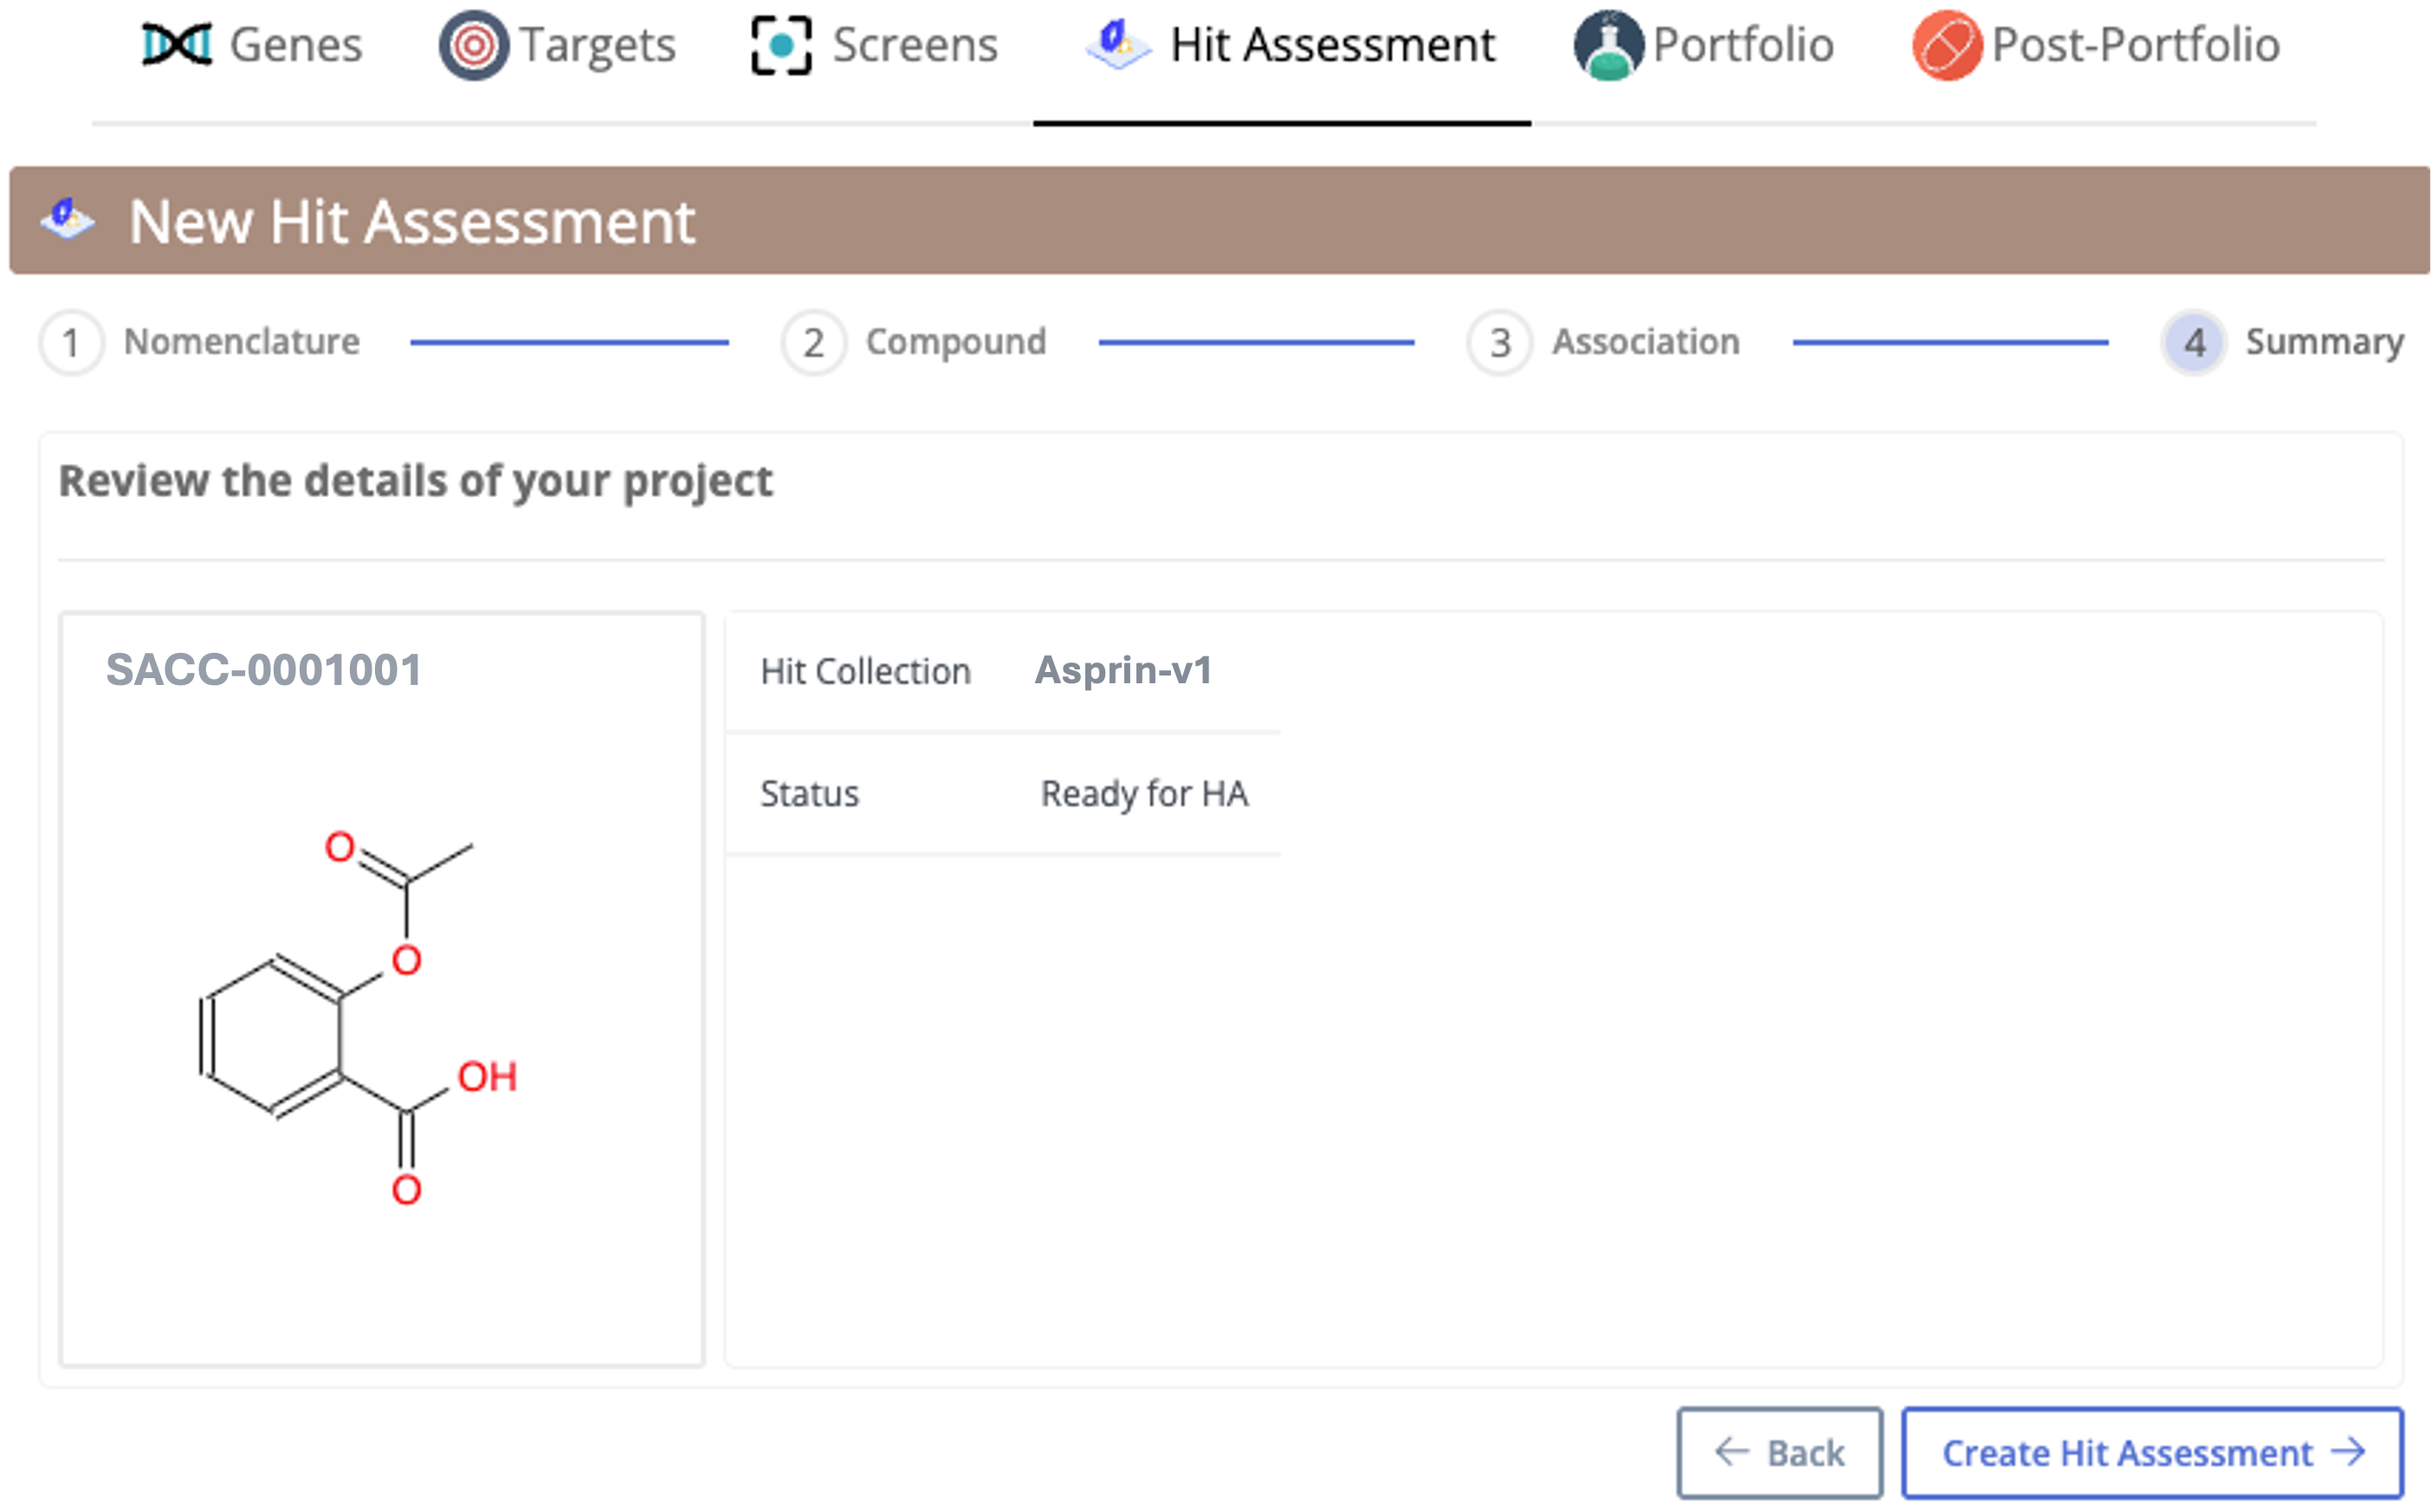 Genes Targets Screens Hit Assessment Portfolio Post-Portfolio
New Hit Assessment
1 Nomenclature 2 Compound 3 Association 4 Summary
Review the details of your project
SACC-0001001
Hit Collection Asprin-v1
Status Ready for HA
O
O
OH
O
Back Create Hit Assessment